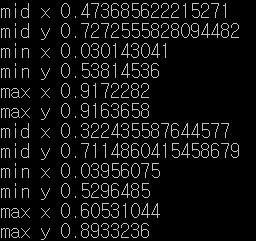 mid x 0.473685622215271
mid y 0.7272555828094482
min x 0.030143041
min y 0.53814536
max x 0.9172282
max y 0.9163658
mid x 0.322435587644577
mid y 0.7114860415458679
min x 0.03956075
min y 0.5296485
max x 0.60531044
max y 0.8933236